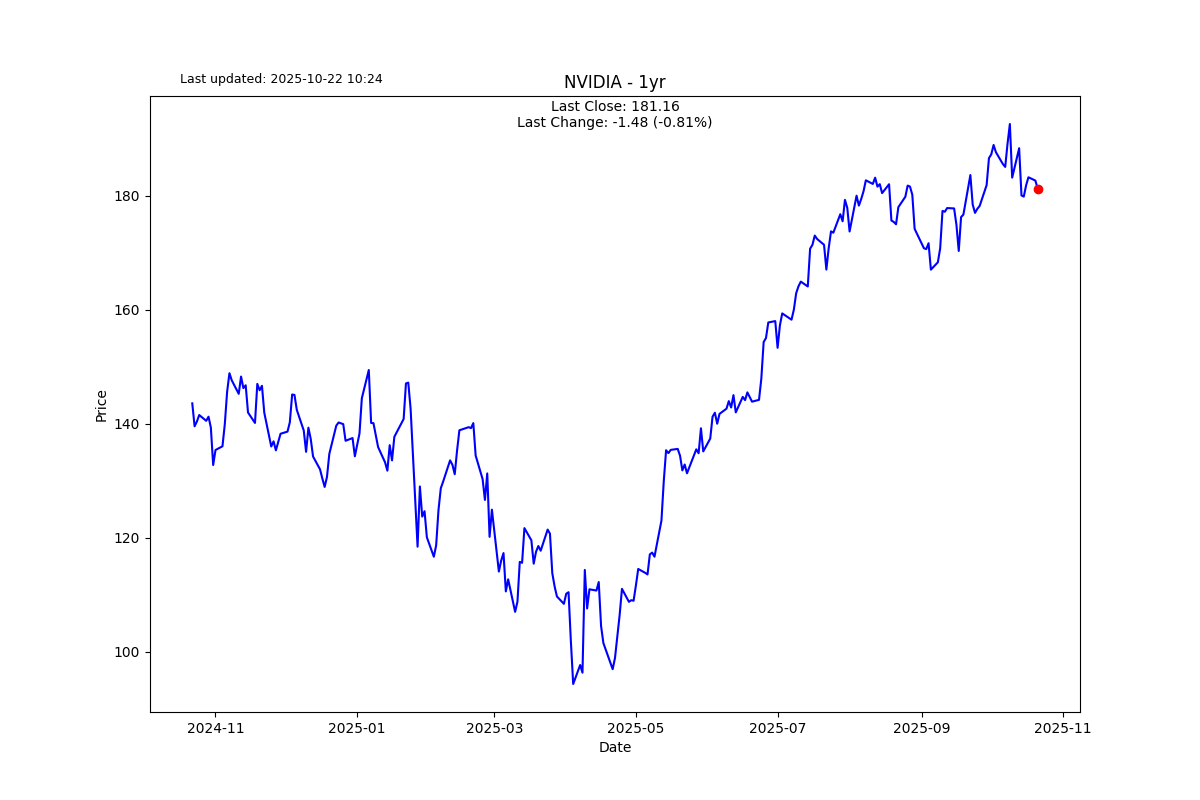 Last updated: 2025-10-22 10:24
NVIDIA - 1yr
Last Close: 181.16
Last Change: -1.48 (-0.81%)
180
160
140
120
100
Price
2024-11
2025-01
2025-03
2025-05
2025-07
2025-09
2025-11
Date